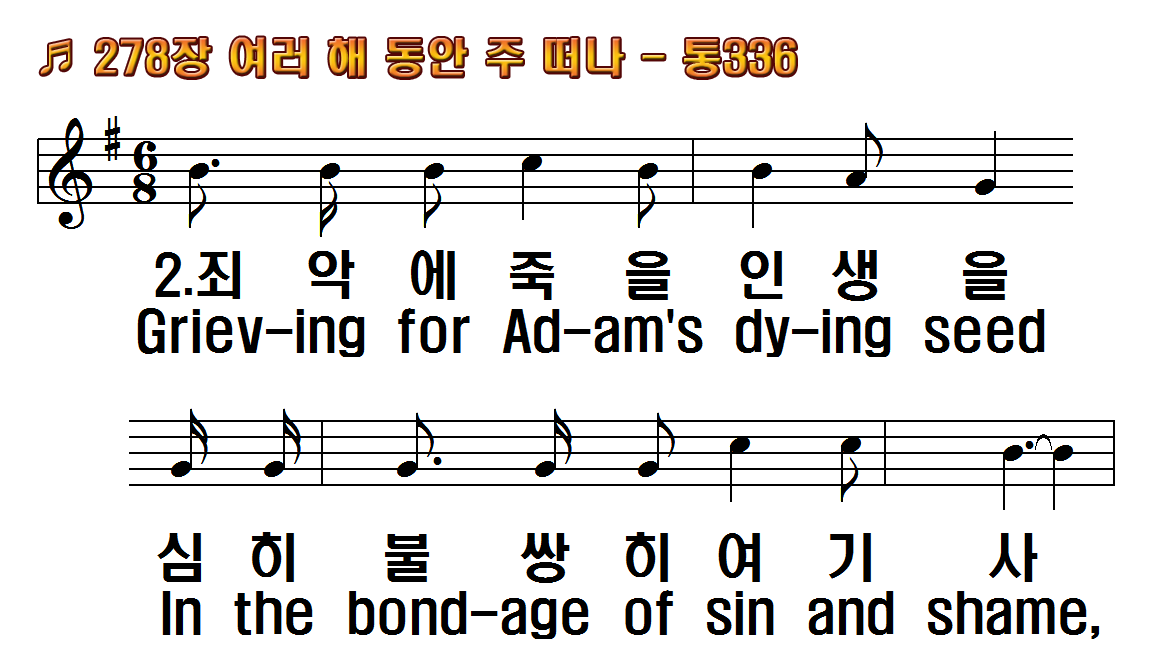 ♬ 278장 여러 해 동안 주 떠나 - 통336
6
8
2.죄 악 에 죽 을 인 생 을
Griev-ing for Ad-am's dy-ing seed
심 히 불 쌍 히 여 기 사
In the bond-age of sin and shame,